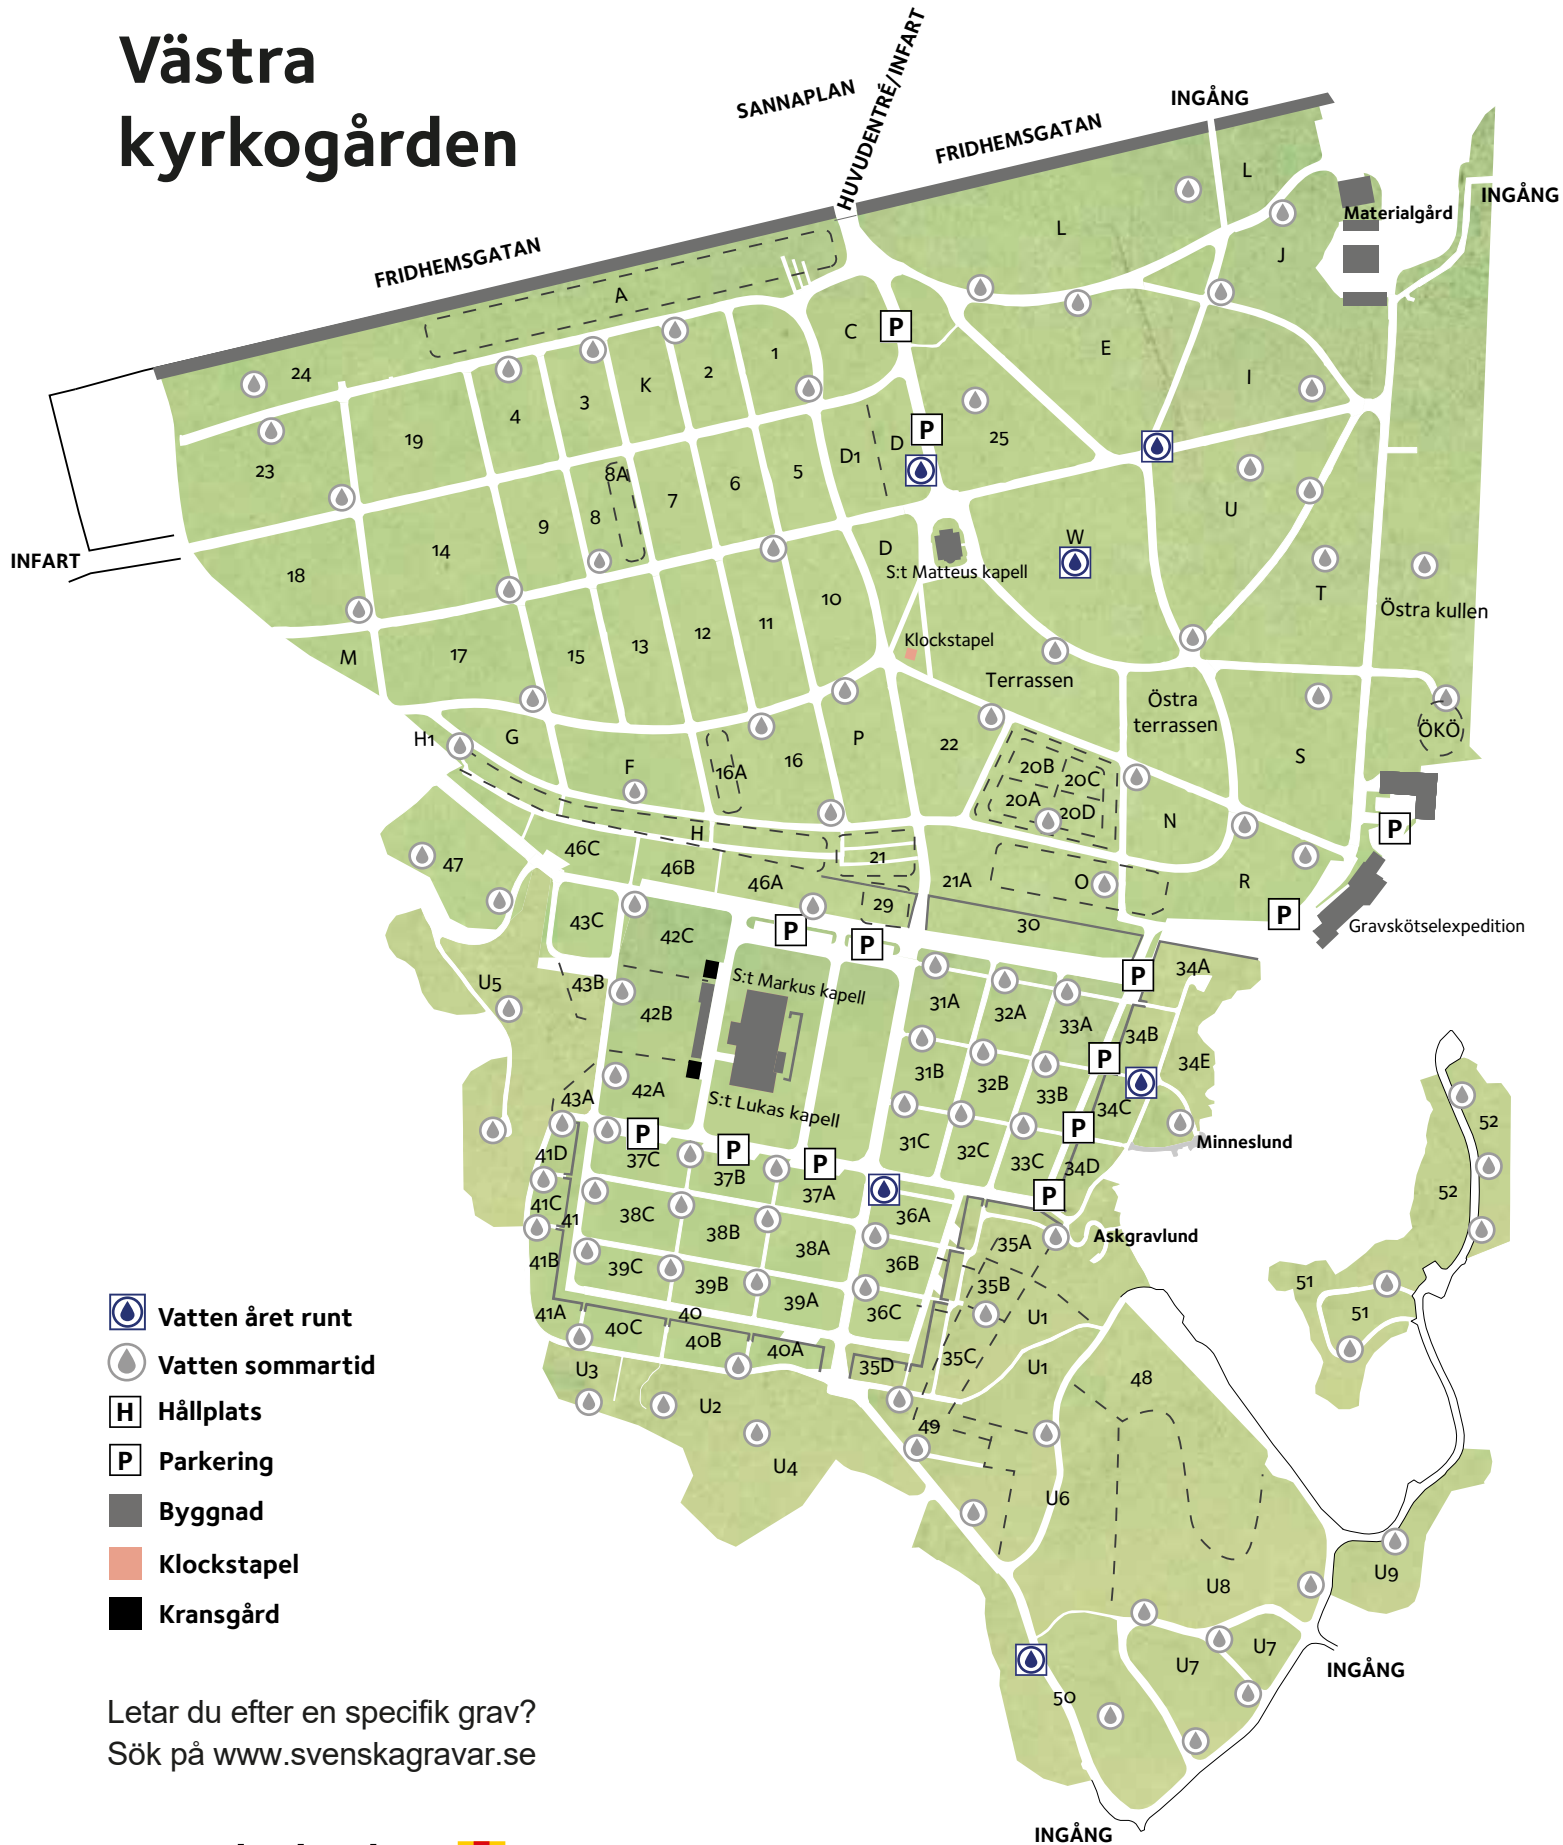 Västra
kyrkogården
SANNAPLAN
HUVUDENTRÉ/INFART
FRIDHEMSGATAN
INGÅNG
FRIDHEMSGATAN
INGÅNG
Materialgård
L
L
J
A
24
19
4
3
K
2
1
C
P
E
I
23
8A
8
9
7
6
5
D1
D
P
25
U
INFART
18
14
W
D
S:t Matteus kapell
T
Östra kullen
M
17
15
13
12
11
10
Klockstapel
Terrassen
Östra
terrassen
H1
G
F
16A
16
P
22
20B
20C
20A
20D
N
S
ÖKÖ
P
H
21
21A
O
R
47
46C
46B
46A
29
30
P
Gravskötselexpedition
43C
42C
P
P
P
34A
U5
43B
42B
S:t Markus kapell
31A
32A
33A
34B
34E
P
42A
43A
S:t Lukas kapell
31B
32B
33B
34C
P
Minneslund
41D
P
37C
P
37B
P
37A
31C
32C
33C
34D
P
41C
41
38C
38B
38A
36A
35A
Askgravlund
41B
39C
39B
39A
36B
35B
36C
U1
41A
40C
40
40B
40A
35D
35C
U1
U3
U2
U4
49
48
U6
U8
U9
U7
U7
50
52
52
51
51
INGÅNG
INGÅNG
Vatten året runt
Vatten sommartid
H Hållplats
P Parkering
Byggnad
Klockstapel
Kransgård
Letar du efter en specifik grav?
Sök på www.svenskagravar.se